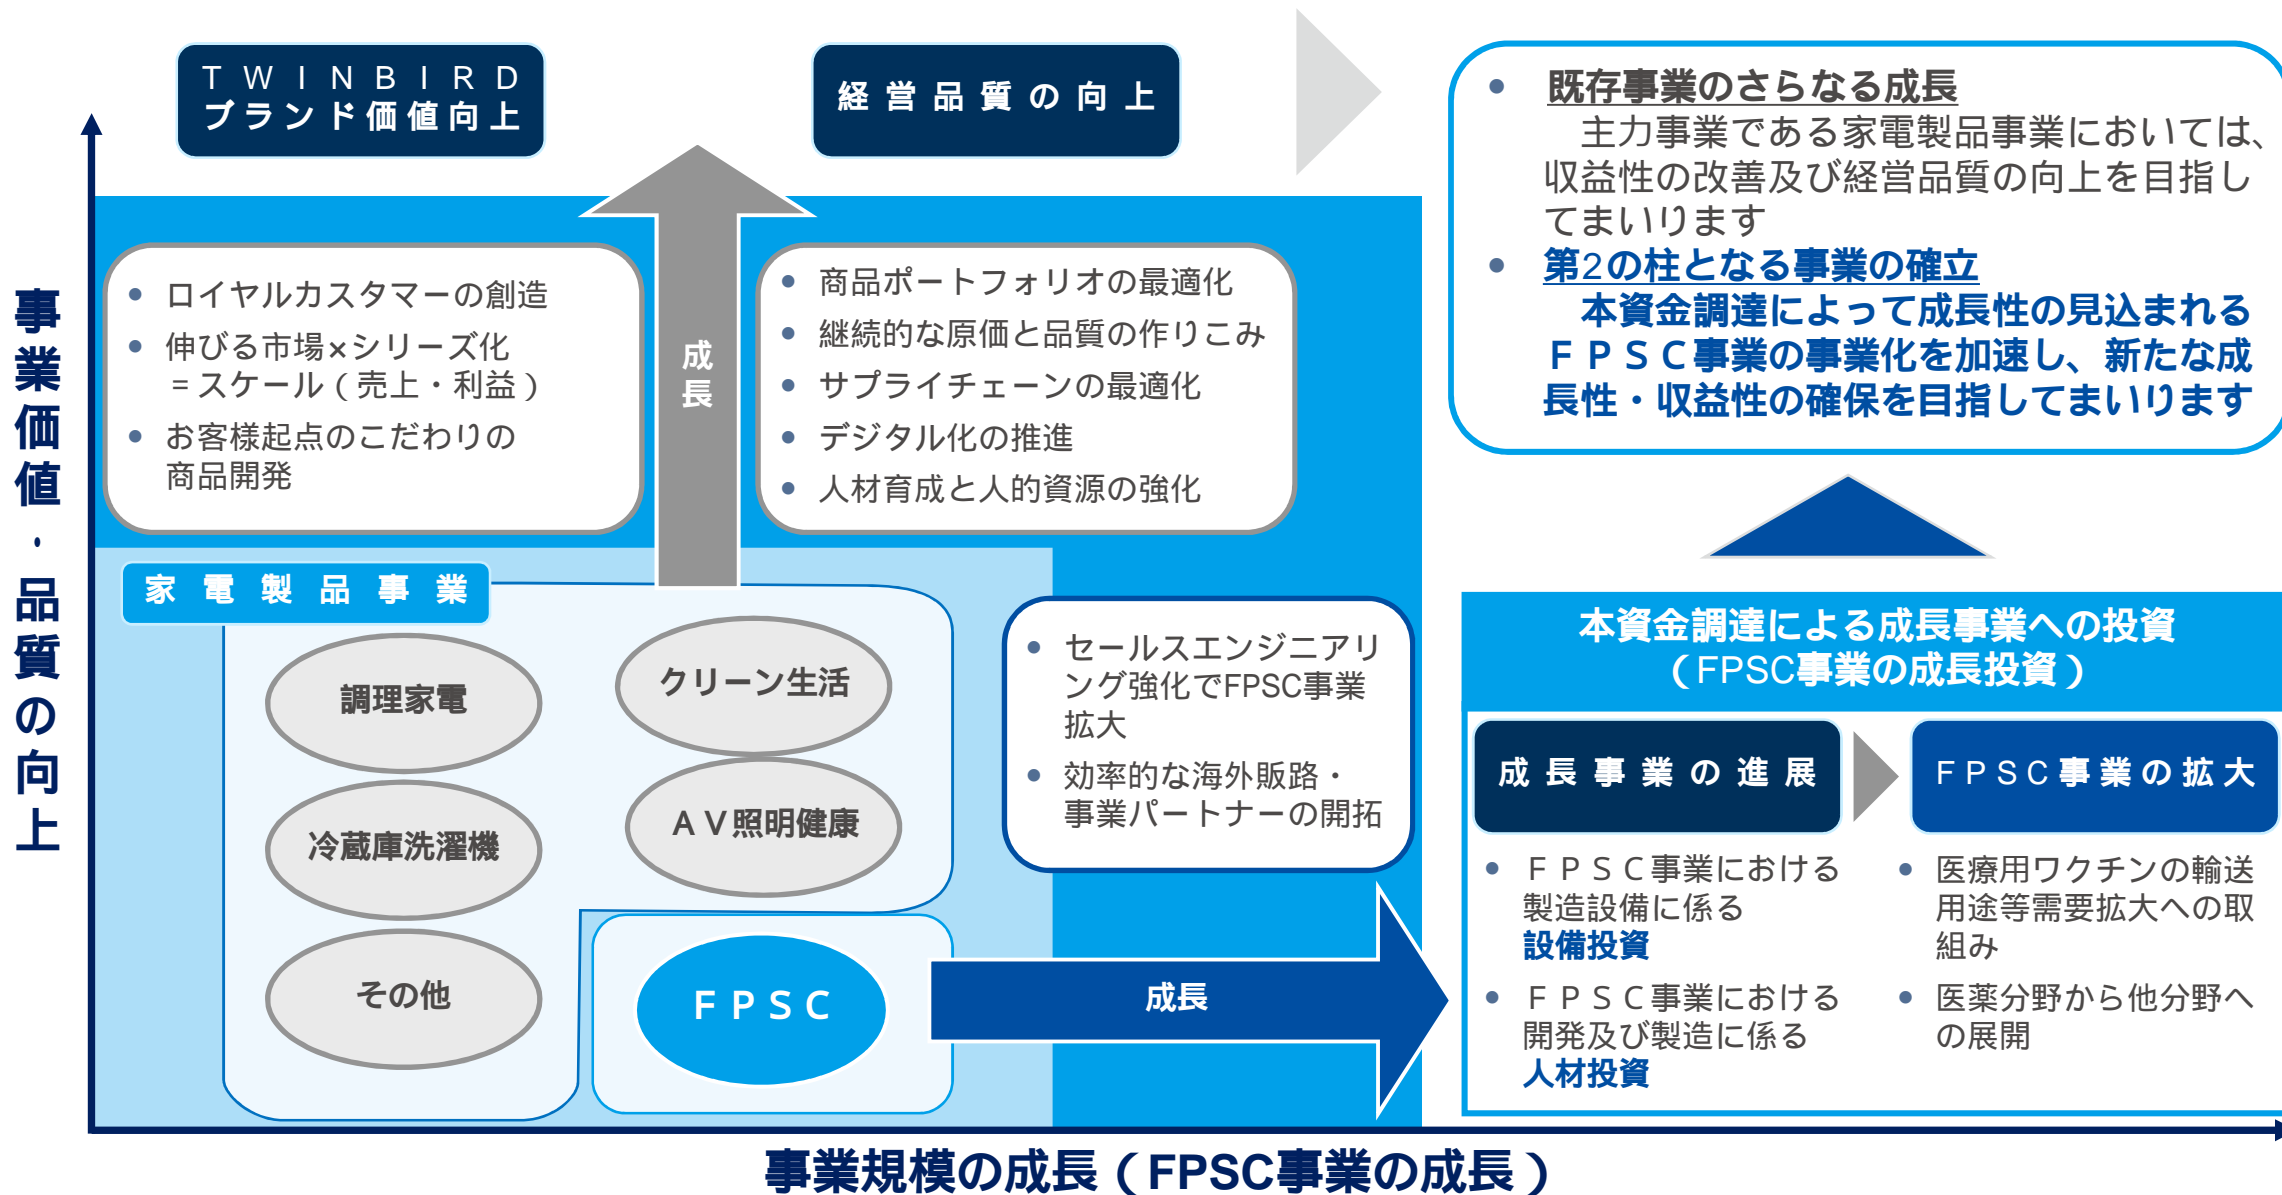 TWINBIRD
ブランド価値向上
経営品質の向上
• 既存事業のさらなる成長
主力事業である家電製品事業においては、
収益性の改善及び経営品質の向上を目指し
てまいります
• 第2の柱となる事業の確立
本資金調達によって成長性の見込まれる
ＦＰＳＣ事業の事業化を加速し、新たな成
長性・収益性の確保を目指してまいります
事業価値・品質の向上
• ロイヤルカスタマーの創造
• 伸びる市場×シリーズ化
=スケール（売上・利益）
• お客様起点のこだわりの
商品開発
成長
• 商品ポートフォリオの最適化
• 継続的な原価と品質の作りこみ
• サプライチェーンの最適化
• デジタル化の推進
• 人材育成と人的資源の強化
家電製品事業
調理家電
クリーン生活
冷蔵庫洗濯機
ＡＶ照明健康
その他
ＦＰＳＣ
• セールスエンジニアリ
ング強化でFPSC事業
拡大
• 効率的な海外販路・
事業パートナーの開拓
成長
本資金調達による成長事業への投資
（FPSC事業の成長投資）
成長事業の進展
FPSC事業の拡大
• ＦＰＳＣ事業における
製造設備に係る
設備投資
• ＦＰＳＣ事業における
開発及び製造に係る
人材投資
• 医療用ワクチンの輸送
用途等需要拡大への取
組み
• 医薬分野から他分野へ
の展開
事業規模の成長（FPSC事業の成長）